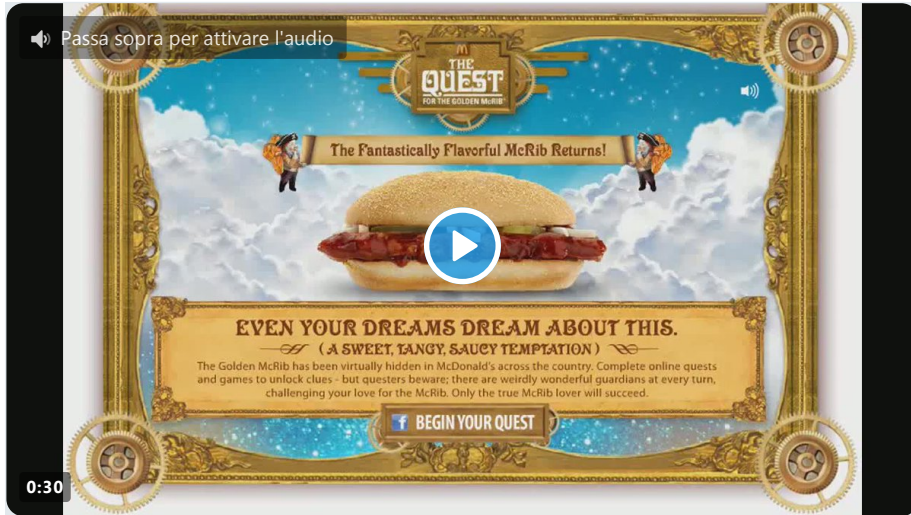 Passa sopra per attivare l'audio
THE
QUEST
FOR THE GOLDEN McRIB
The Fantastically Flavorful McRib Returns!
EVEN YOUR DREAMS DREAM ABOUT THIS.
(A SWEET, TANGY, SAUCY TEMPTATION)
The Golden McRib has been virtually hidden in McDonald's across the country. Complete online quests
and games to unlock clues - but questers beware; there are weirdly wonderful guardians at every turn,
challenging your love for the McRib. Only the true McRib lover will succeed.
f BEGIN YOUR QUEST
0:30